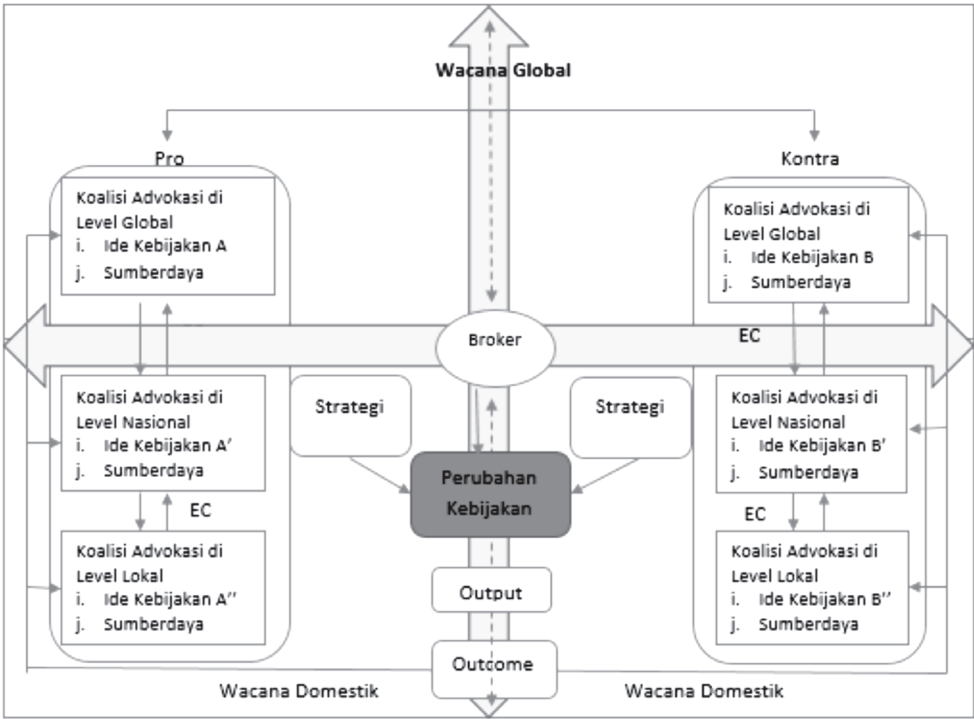 Wacana Global
Pro
Kontra
Koalisi Advokasi di
Level Global
i. Ide Kebijakan A
j. Sumberdaya
Koalisi Advokasi di
Level Global
i. Ide Kebijakan B
j. Sumberdaya
Broker
EC
Koalisi Advokasi di
Level Nasional
i. Ide Kebijakan A'
j. Sumberdaya
Strategi
Strategi
Koalisi Advokasi di
Level Nasional
i. Ide Kebijakan B'
j. Sumberdaya
Perubahan
Kebijakan
EC
EC
Koalisi Advokasi di
Level Lokal
i. Ide Kebijakan A''
j. Sumberdaya
Koalisi Advokasi di
Level Lokal
i. Ide Kebijakan B''
j. Sumberdaya
Output
Outcome
Wacana Domestik
Wacana Domestik